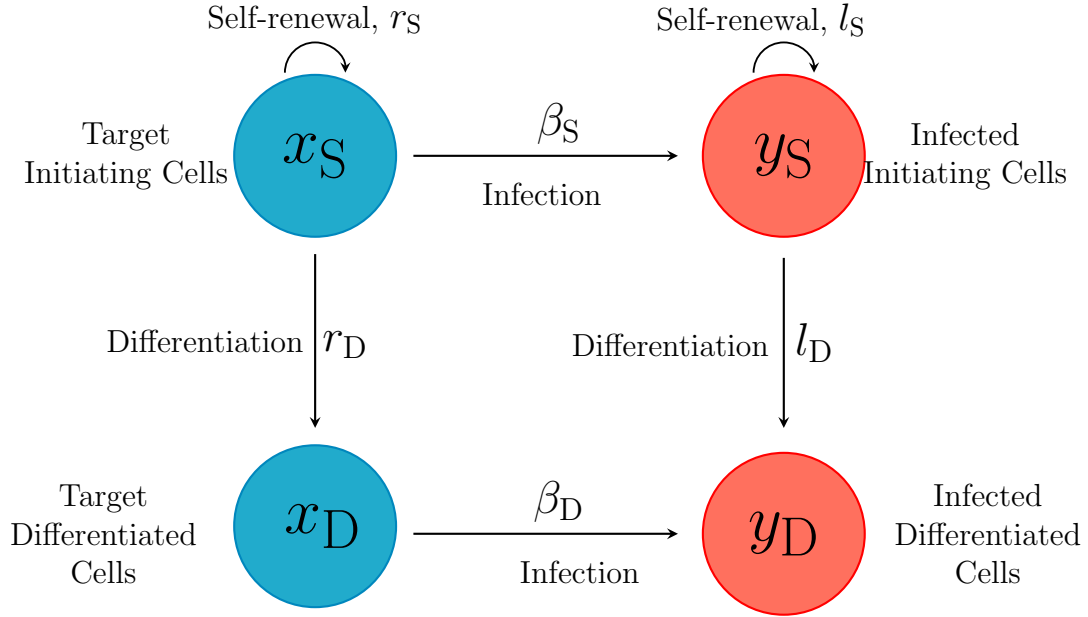 Self-renewal, r_S
Self-renewal, l_S
Target
Initiating Cells
x_S
β_S
Infection
y_S
Infected
Initiating Cells
Differentiation
r_D
Differentiation
l_D
Target
Differentiated
Cells
x_D
β_D
Infection
y_D
Infected
Differentiated
Cells